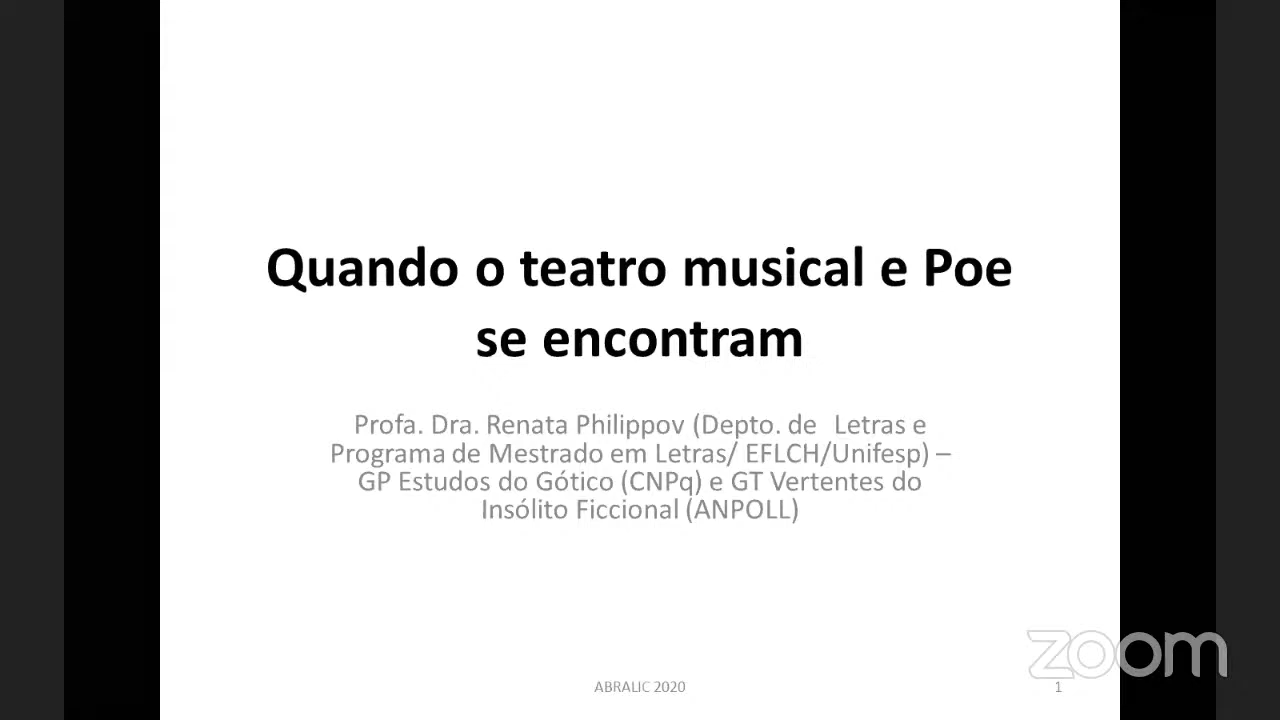 Quando o teatro musical e Poe
se encontram
Profa. Dra. Renata Philippov (Depto. de Letras e
Programa de Mestrado em Letras/ EFLCH/Unifesp) –
GP Estudos do Gótico (CNPq) e GT Vertentes do
Insólito Ficcional (ANPOLL)
zoom
ABRALIC 2020
1